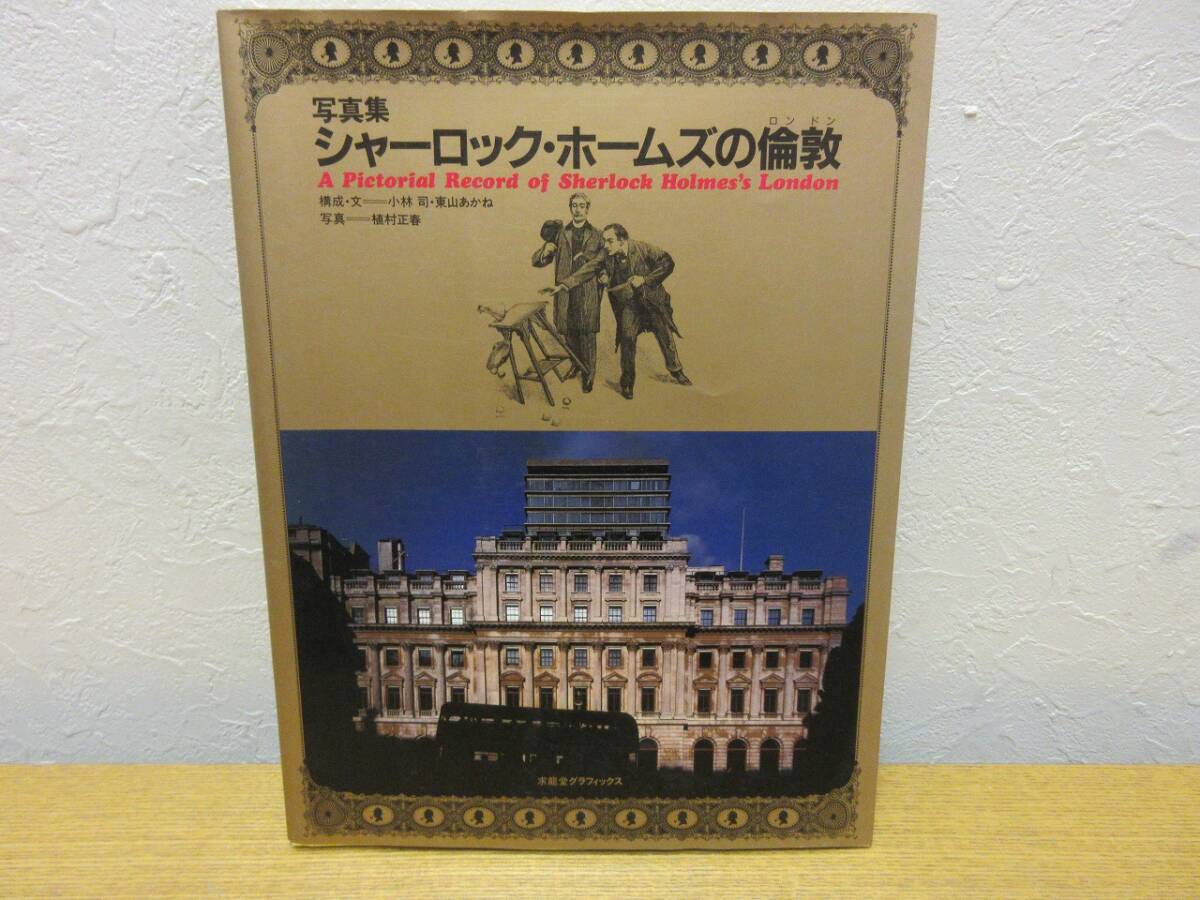 写真集
ロンドン
シャーロック・ホームズの倫敦
A Pictorial Record of Sherlock Holmes's London
構成・文══小林 司・東山あかね
写真══植村正春
求龍堂グラフィックス